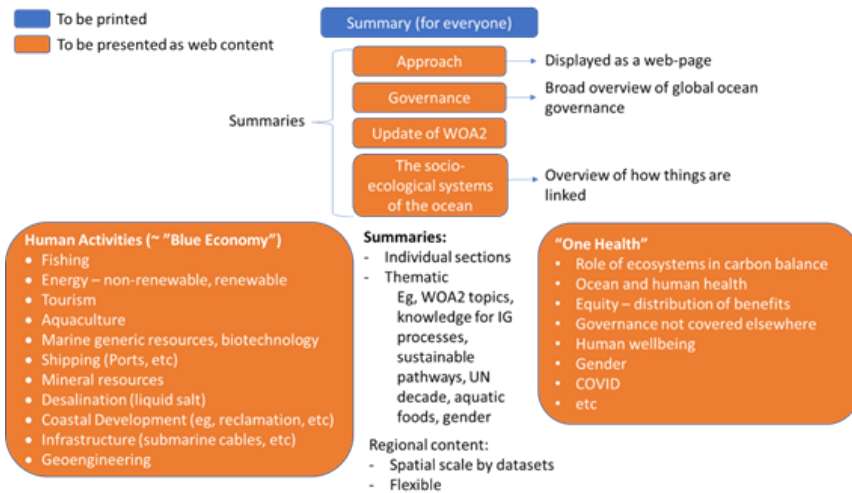 To be printed
To be presented as web content
Summary (for everyone)
Summaries
Approach
Displayed as a web-page
Governance
Broad overview of global ocean
governance
Update of WOA2
The socio-
ecological systems
of the ocean
Overview of how things are
linked
Human Activities (~ "Blue Economy")
• Fishing
• Energy – non-renewable, renewable
• Tourism
• Aquaculture
• Marine generic resources, biotechnology
• Shipping (Ports, etc)
• Mineral resources
• Desalination (liquid salt)
• Coastal Development (eg, reclamation, etc)
• Infrastructure (submarine cables, etc)
• Geoengineering
Summaries:
- Individual sections
- Thematic
Eg, WOA2 topics,
knowledge for IG
processes,
sustainable
pathways, UN
decade, aquatic
foods, gender
Regional content:
- Spatial scale by datasets
- Flexible
"One Health"
• Role of ecosystems in carbon balance
• Ocean and human health
• Equity – distribution of benefits
• Governance not covered elsewhere
• Human wellbeing
• Gender
• COVID
• etc